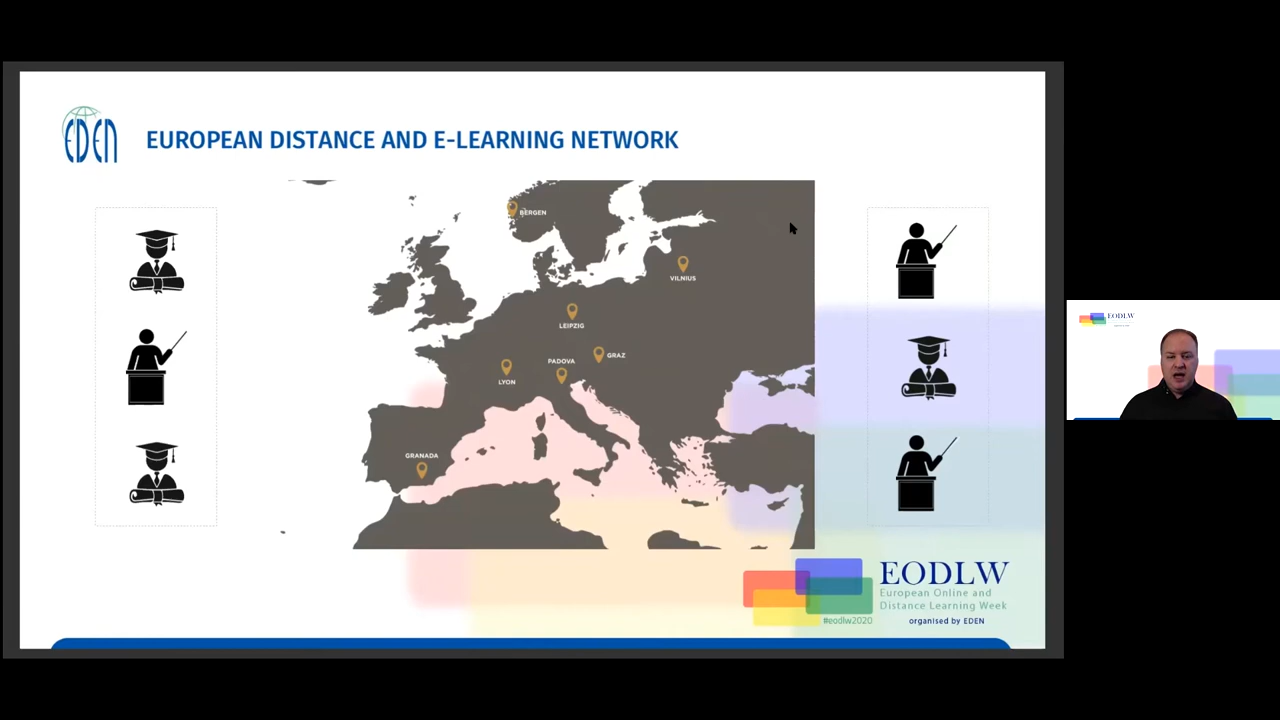 EDEN
EUROPEAN DISTANCE AND E-LEARNING NETWORK
BERGEN
VILNIUS
LEIPZIG
PADOVA
GRAZ
LYON
GRANADA
EODLW
European Online and
Distance Learning Week
#eodlw2020
organised by EDEN
EODLW